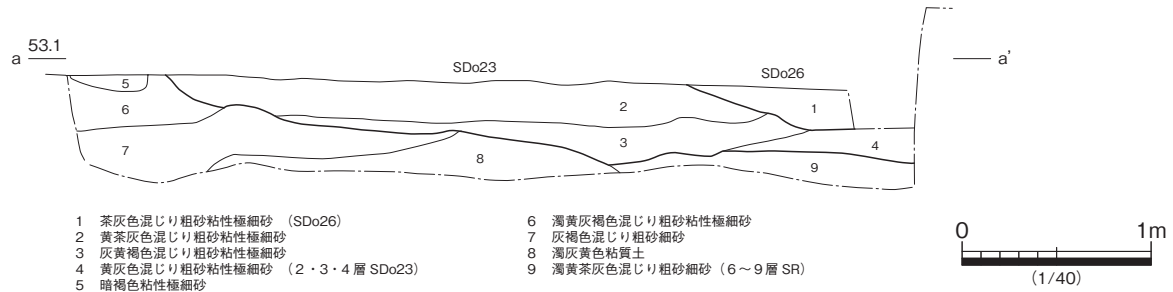 53.1
a
a'
SDo23
SDo26
5
6
2
1
7
3
4
8
9
1 茶灰色混じり粗砂粘性極細砂 （SDo26）
2 黄茶灰色混じり粗砂粘性極細砂
3 灰黄褐色混じり粗砂粘性極細砂
4 黄灰色混じり粗砂粘性極細砂 （２・３・４層 SDo23）
5 暗褐色粘性極細砂
6 濁黄灰褐色混じり粗砂粘性極細砂
7 灰褐色混じり粗砂細砂
8 濁灰黄色粘質土
9 濁黄茶灰色混じり粗砂細砂（６～９層 SR）
0 1m
(1/40)